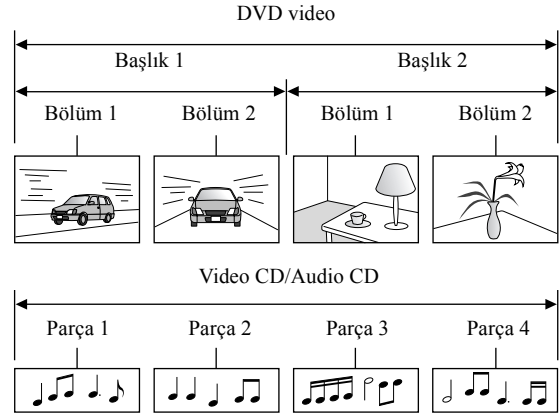 DVD video
Başlık 1 Başlık 2
Bölüm 1 Bölüm 2 Bölüm 1 Bölüm 2
Video CD/Audio CD
Parça 1 Parça 2 Parça 3 Parça 4